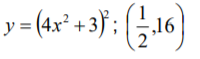 y = (4x² + 3)²; (1/2, 16)